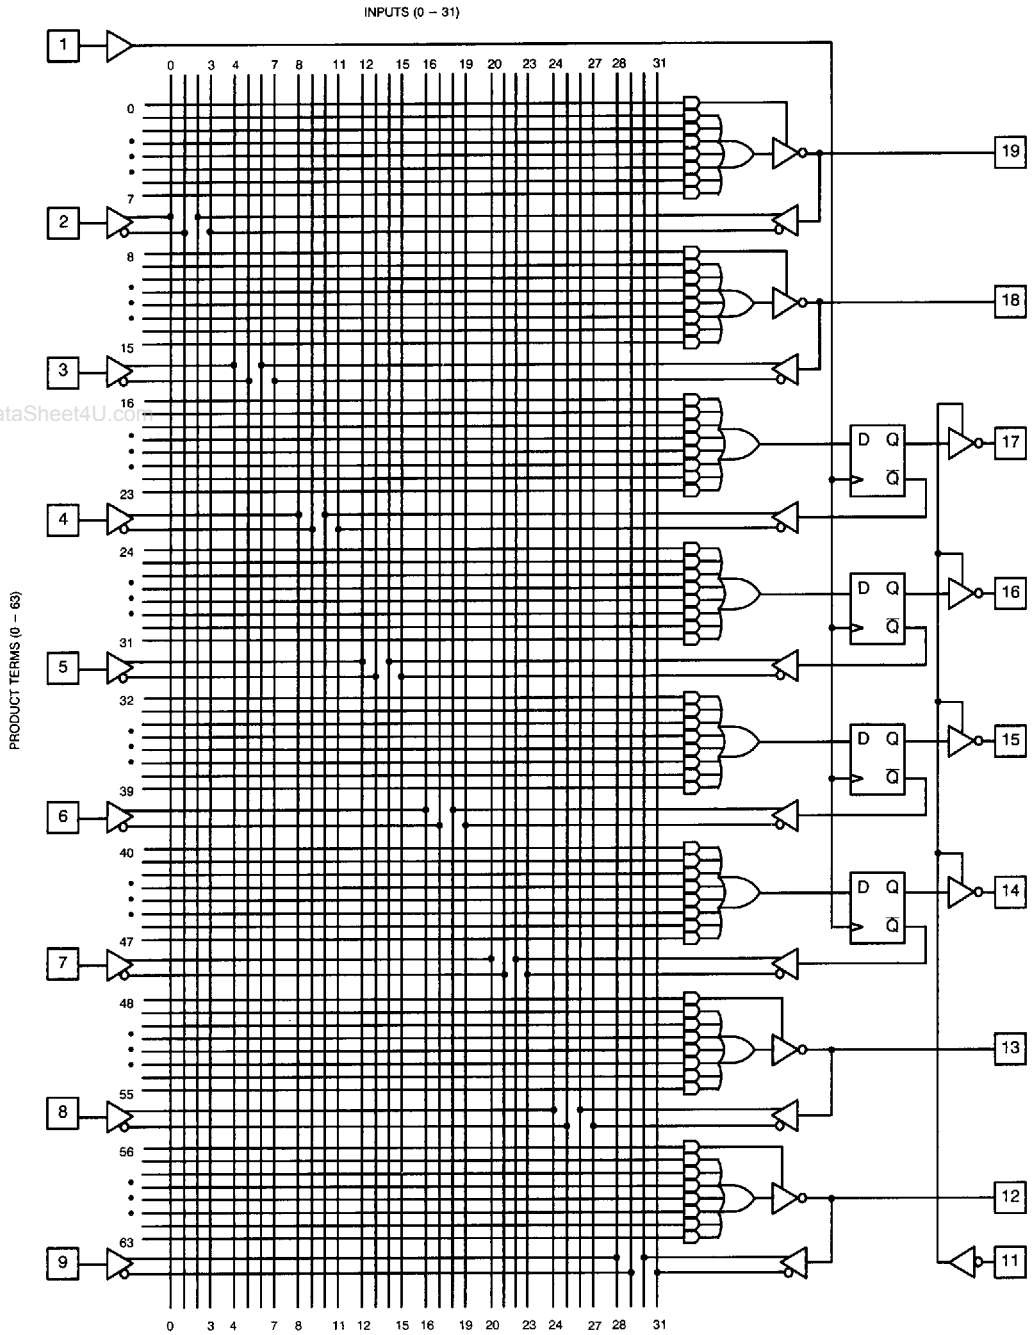 INPUTS (0 – 31)
1
0 3 4 7 8 11 12 15 16 19 20 23 24 27 28 31
0
19
7
2
8
18
15
3
16
ataSheet4U.com
D Q
17
Q
23
4
24
D Q
16
Q
31
5
PRODUCT TERMS (0 – 63)
32
D Q
15
Q
39
6
40
D Q
14
Q
47
7
48
13
55
8
56
12
63
9
11
0 3 4 7 8 11 12 15 16 19 20 23 24 27 28 31